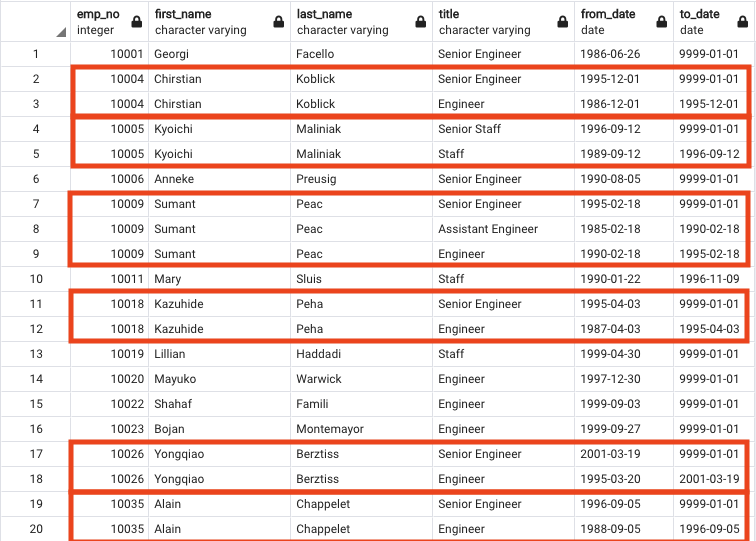 emp_no first_name last_name title from_date to_date
integer character varying character varying character varying date date
1 10001 Georgi Facello Senior Engineer 1986-06-26 9999-01-01
2 10004 Chirstian Koblick Senior Engineer 1995-12-01 9999-01-01
3 10004 Chirstian Koblick Engineer 1986-12-01 1995-12-01
4 10005 Kyoichi Maliniak Senior Staff 1996-09-12 9999-01-01
5 10005 Kyoichi Maliniak Staff 1989-09-12 1996-09-12
6 10006 Anneke Preusig Senior Engineer 1990-08-05 9999-01-01
7 10009 Sumant Peac Senior Engineer 1995-02-18 9999-01-01
8 10009 Sumant Peac Assistant Engineer 1985-02-18 1990-02-18
9 10009 Sumant Peac Engineer 1990-02-18 1995-02-18
10 10011 Mary Sluis Staff 1990-01-22 1996-11-09
11 10018 Kazuhide Peha Senior Engineer 1995-04-03 9999-01-01
12 10018 Kazuhide Peha Engineer 1987-04-03 1995-04-03
13 10019 Lillian Haddadi Staff 1999-04-30 9999-01-01
14 10020 Mayuko Warwick Engineer 1997-12-30 9999-01-01
15 10022 Shahaf Famili Engineer 1999-09-03 9999-01-01
16 10023 Bojan Montemayor Engineer 1999-09-27 9999-01-01
17 10026 Yongqiao Berztiss Senior Engineer 2001-03-19 9999-01-01
18 10026 Yongqiao Berztiss Engineer 1995-03-20 2001-03-19
19 10035 Alain Chappelet Senior Engineer 1996-09-05 9999-01-01
20 10035 Alain Chappelet Engineer 1988-09-05 1996-09-05